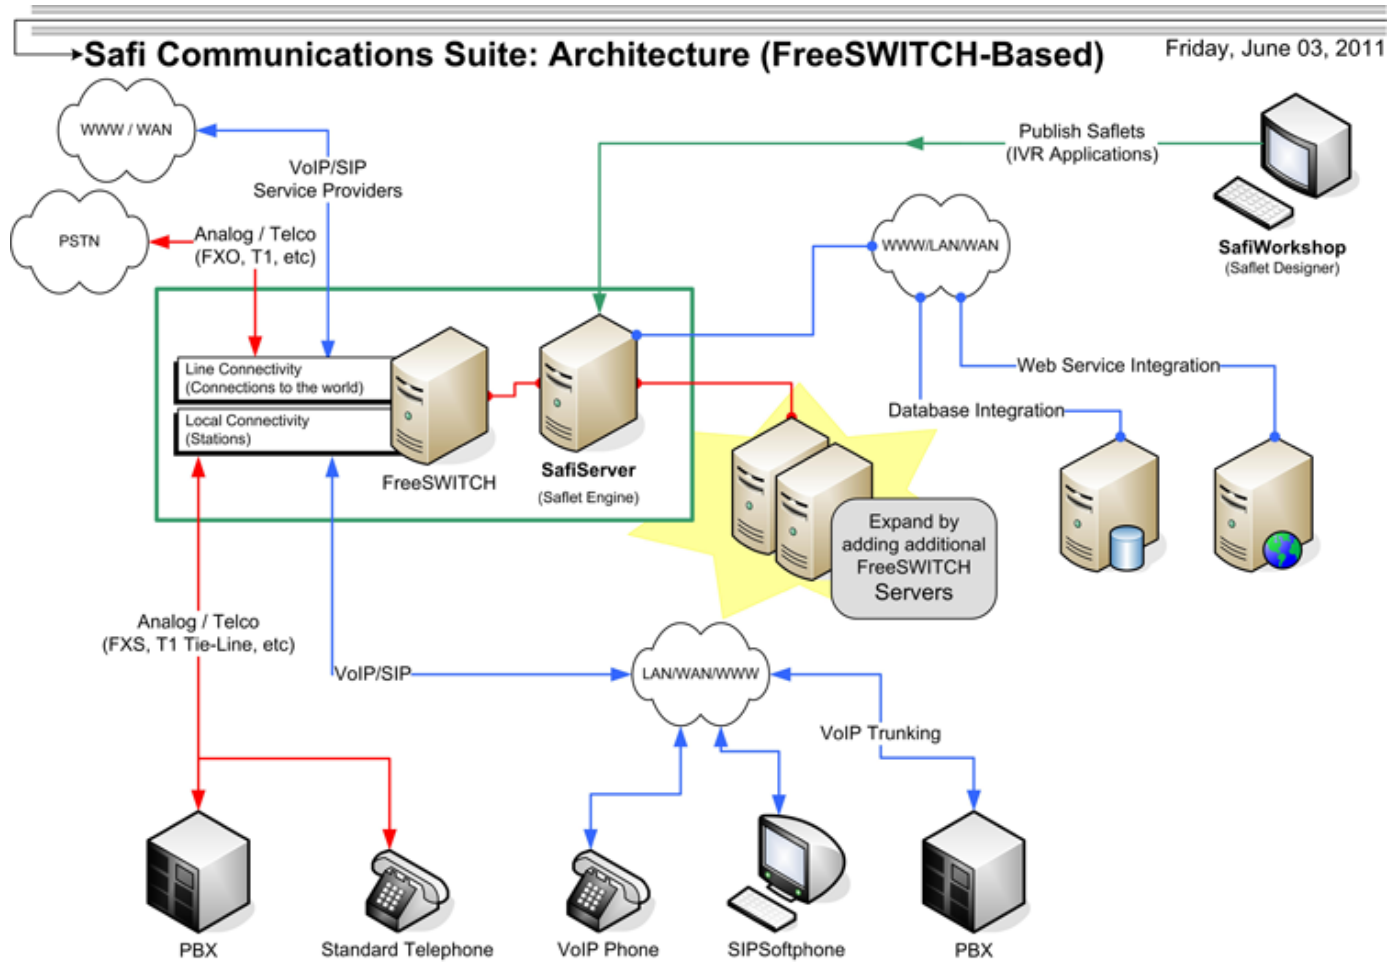 Safi Communications Suite: Architecture (FreeSWITCH-Based)
Friday, June 03, 2011
WWW / WAN
VoIP/SIP
Service Providers
Publish Saflets
(IVR Applications)
PSTN
Analog / Telco
(FXO, T1, etc)
WWW/LAN/WAN
SafiWorkshop
(Saflet Designer)
Line Connectivity
(Connections to the world)
Local Connectivity
(Stations)
FreeSWITCH
SafiServer
(Saflet Engine)
Web Service Integration
Database Integration
Expand by
adding additional
FreeSWITCH
Servers
Analog / Telco
(FXS, T1 Tie-Line, etc)
VoIP/SIP
LAN/WAN/WWW
VoIP Trunking
PBX
Standard Telephone
VoIP Phone
SIPSoftphone
PBX